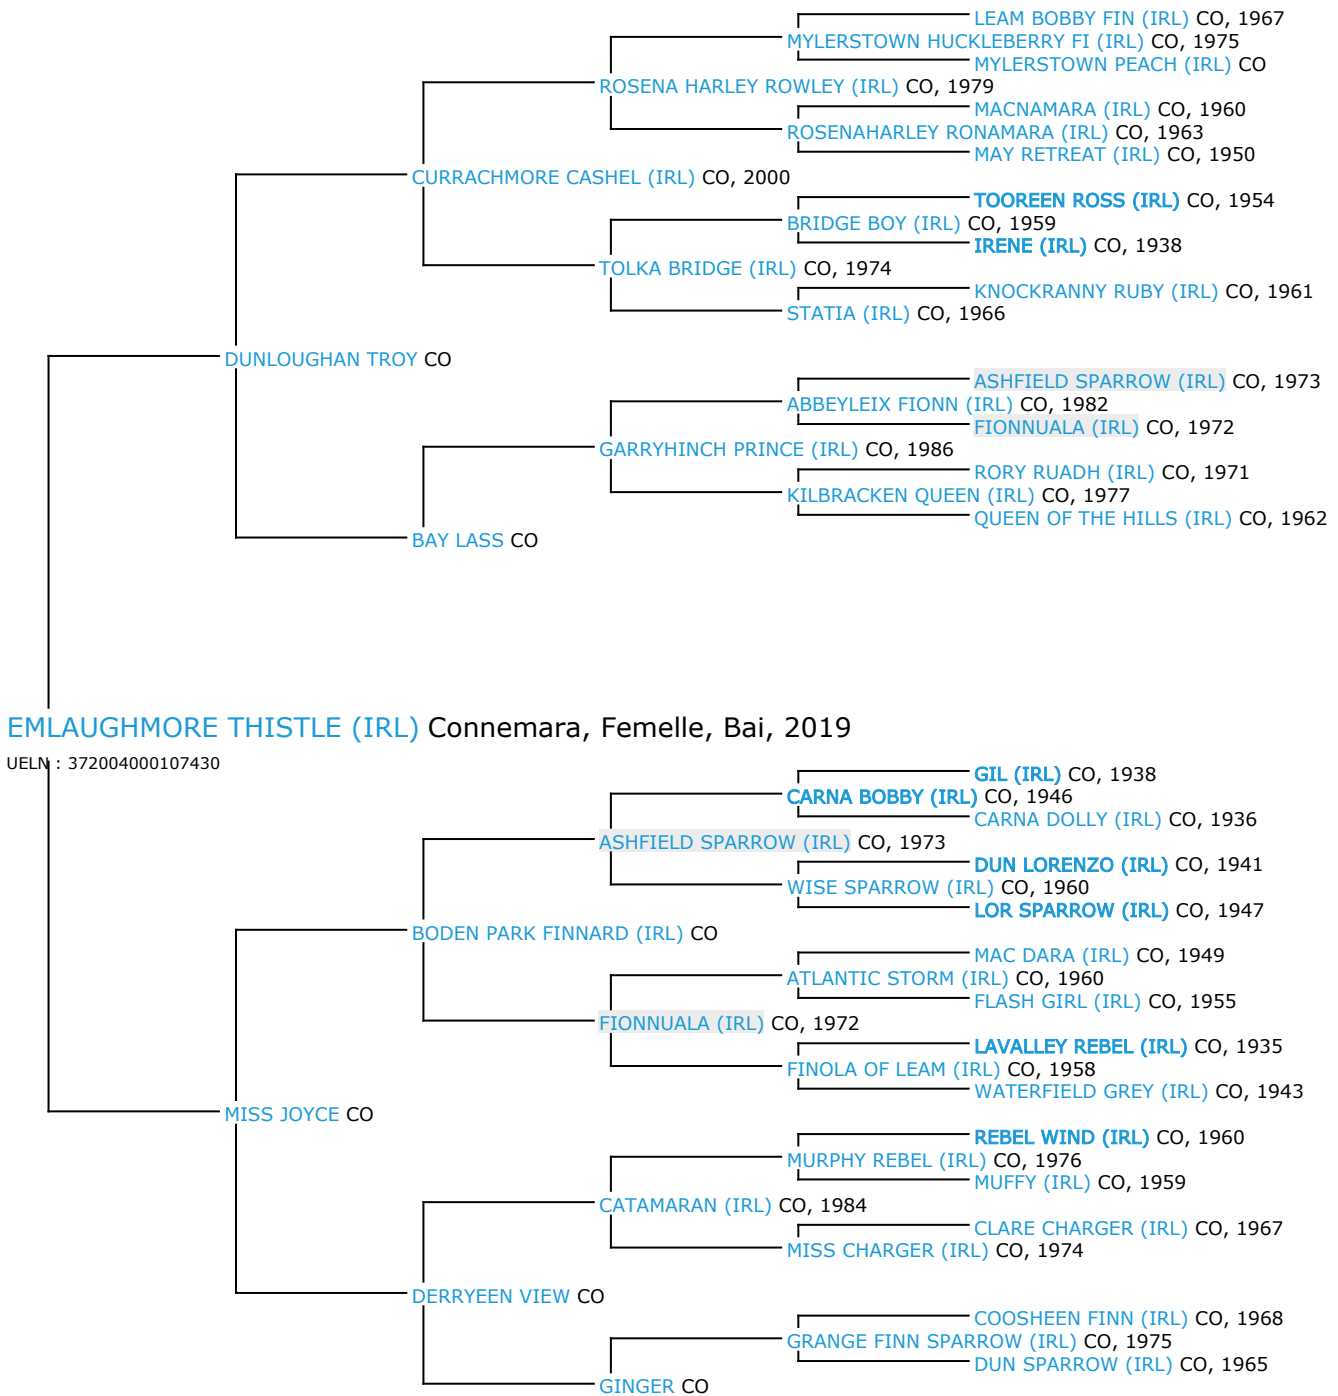 LEAM BOBBY FIN (IRL) CO, 1967
MYLERSTOWN HUCKLEBERRY FI (IRL) CO, 1975
MYLERSTOWN PEACH (IRL) CO
ROSENA HARLEY ROWLEY (IRL) CO, 1979
MACNAMARA (IRL) CO, 1960
ROSENAHARLEY RONAMARA (IRL) CO, 1963
MAY RETREAT (IRL) CO, 1950
CURRACHMORE CASHEL (IRL) CO, 2000
TOOREEN ROSS (IRL) CO, 1954
BRIDGE BOY (IRL) CO, 1959
IRENE (IRL) CO, 1938
TOLKA BRIDGE (IRL) CO, 1974
KNOCKRANNY RUBY (IRL) CO, 1961
STATIA (IRL) CO, 1966
DUNLOUGHAN TROY CO
ASHFIELD SPARROW (IRL) CO, 1973
ABBEYLEIX FIONN (IRL) CO, 1982
FIONNUALA (IRL) CO, 1972
GARRYHINCH PRINCE (IRL) CO, 1986
RORY RUADH (IRL) CO, 1971
KILBRACKEN QUEEN (IRL) CO, 1977
QUEEN OF THE HILLS (IRL) CO, 1962
BAY LASS CO
EMLAUGHMORE THISTLE (IRL) Connemara, Femelle, Bai, 2019
UELN : 372004000107430
GIL (IRL) CO, 1938
CARNA BOBBY (IRL) CO, 1946
CARNA DOLLY (IRL) CO, 1936
ASHFIELD SPARROW (IRL) CO, 1973
DUN LORENZO (IRL) CO, 1941
WISE SPARROW (IRL) CO, 1960
LOR SPARROW (IRL) CO, 1947
BODEN PARK FINNARD (IRL) CO
MAC DARA (IRL) CO, 1949
ATLANTIC STORM (IRL) CO, 1960
FLASH GIRL (IRL) CO, 1955
FIONNUALA (IRL) CO, 1972
LAVALLEY REBEL (IRL) CO, 1935
FINOLA OF LEAM (IRL) CO, 1958
WATERFIELD GREY (IRL) CO, 1943
MISS JOYCE CO
REBEL WIND (IRL) CO, 1960
MURPHY REBEL (IRL) CO, 1976
MUFFY (IRL) CO, 1959
CATAMARAN (IRL) CO, 1984
CLARE CHARGER (IRL) CO, 1967
MISS CHARGER (IRL) CO, 1974
DERRYEEN VIEW CO
COOSHEEN FINN (IRL) CO, 1968
GRANGE FINN SPARROW (IRL) CO, 1975
DUN SPARROW (IRL) CO, 1965
GINGER CO